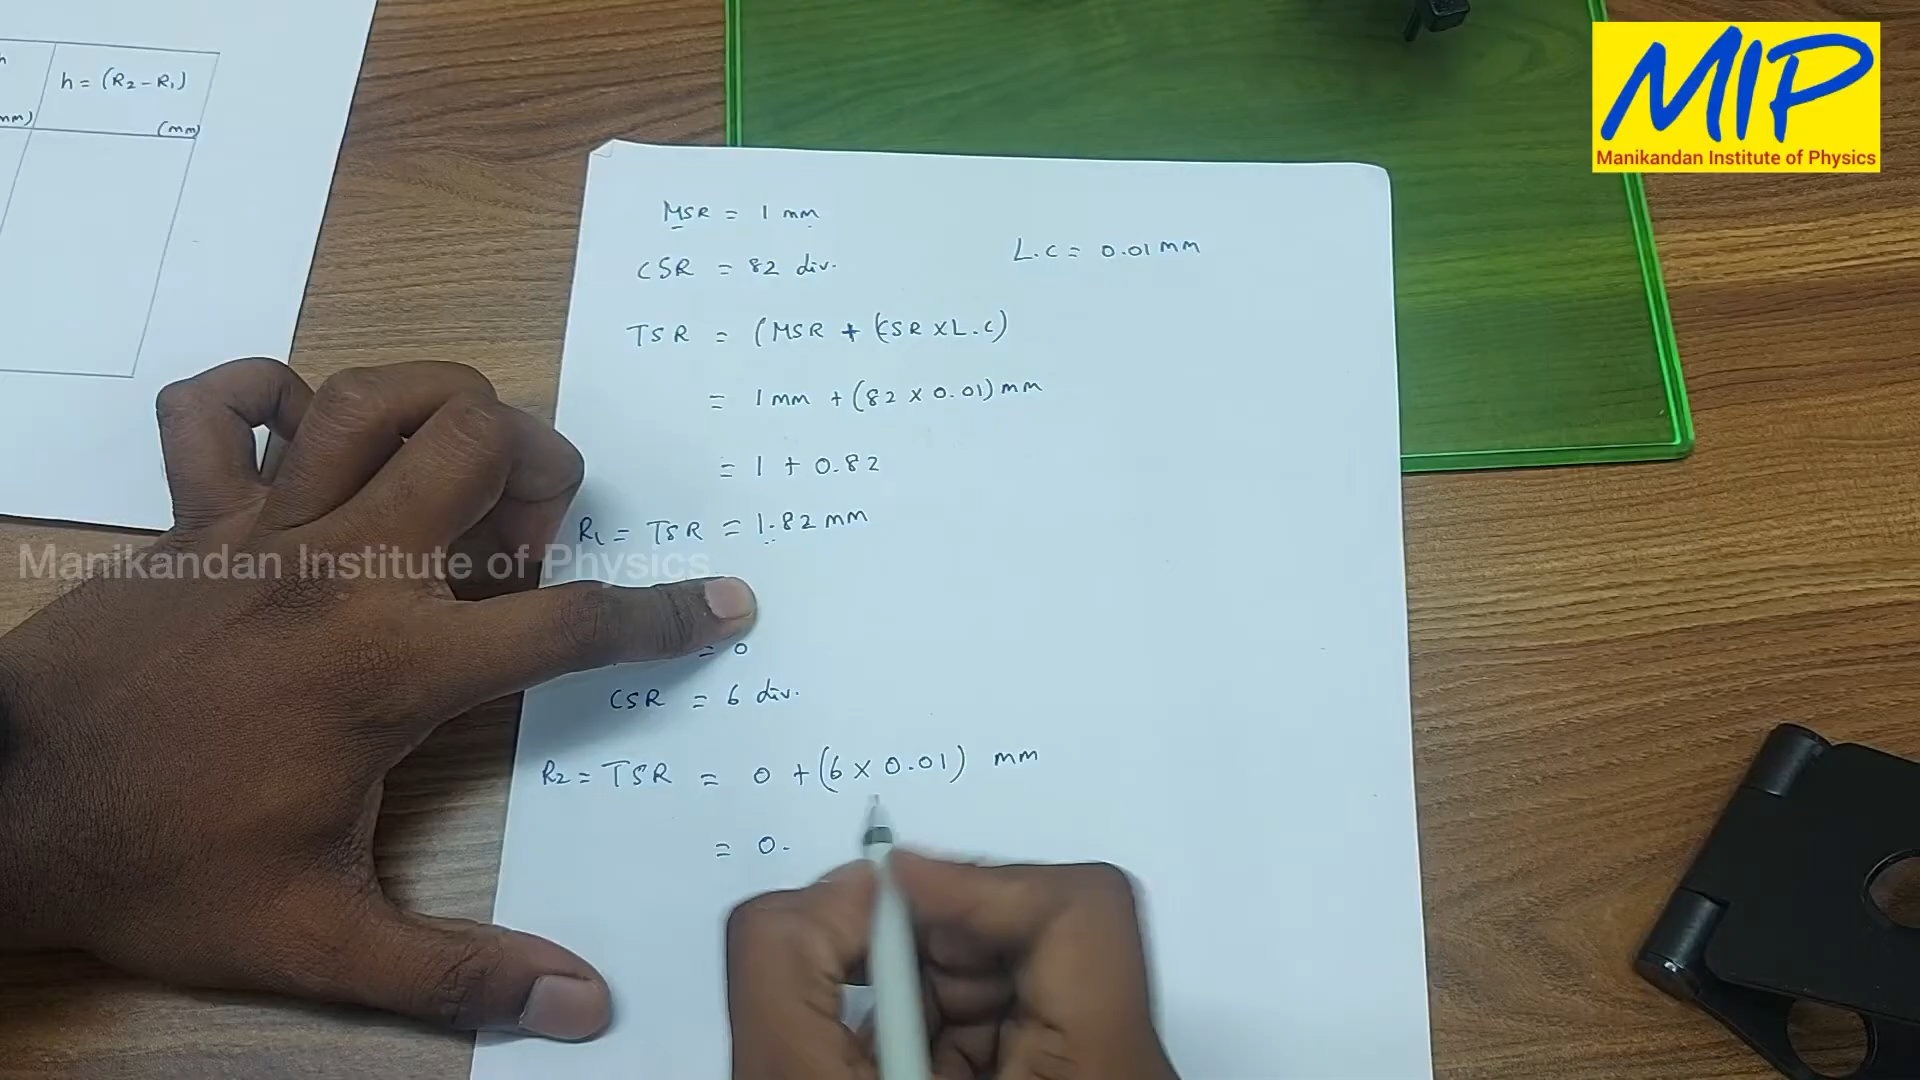 h = (R2 - R1)
mm)
(mm)
MIP
Manikandan Institute of Physics
MSR = 1 mm
L.C = 0.01 mm
CSR = 82 div.
TSR = (MSR + (CSR X L.C)
= 1 mm + (82 X 0.01) mm
= 1 + 0.82
R1 = TSR = 1.82 mm
Manikandan Institute of Physics
= 0
CSR = 6 div.
R2 = TSR = 0 + (6 X 0.01) mm
= 0.